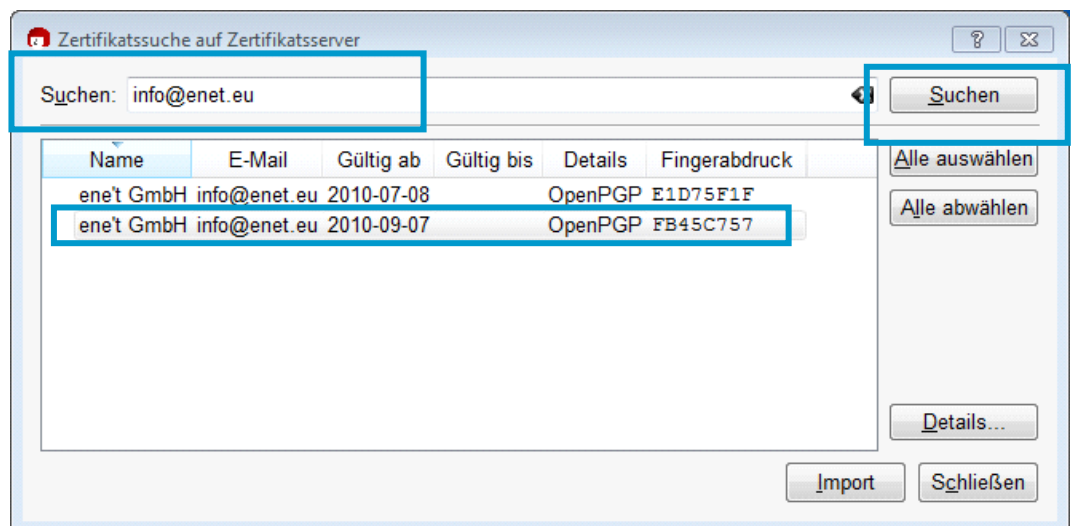 Zertifikatssuche auf Zertifikatsserver
Suchen: info@enet.eu Suchen
Name E-Mail Gültig ab Gültig bis Details Fingerabdruck
ene't GmbH info@enet.eu 2010-07-08 OpenPGP E1D75F1F
ene't GmbH info@enet.eu 2010-09-07 OpenPGP FB45C757
Alle auswählen
Alle abwählen
Details...
Import Schließen